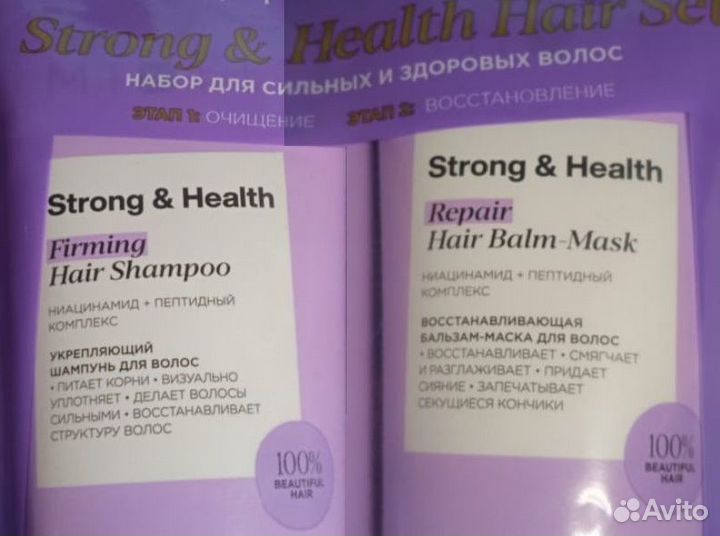 Strong & Health Hair Set
НАБОР ДЛЯ СИЛЬНЫХ И ЗДОРОВЫХ ВОЛОС
ЭТАП 1: ОЧИЩЕНИЕ
ЭТАП 2: ВОССТАНОВЛЕНИЕ
Strong & Health
Firming
Hair Shampoo
НИАЦИНАМИД + ПЕПТИДНЫЙ
КОМПЛЕКС
УКРЕПЛЯЮЩИЙ
ШАМПУНЬ ДЛЯ ВОЛОС
• ПИТАЕТ КОРНИ • ВИЗУАЛЬНО
УПЛОТНЯЕТ • ДЕЛАЕТ ВОЛОСЫ
СИЛЬНЫМИ • ВОССТАНАВЛИВАЕТ
СТРУКТУРУ ВОЛОС
100%
BEAUTIFUL
HAIR
Strong & Health
Repair
Hair Balm-Mask
НИАЦИНАМИД + ПЕПТИДНЫЙ
КОМПЛЕКС
ВОССТАНАВЛИВАЮЩАЯ
БАЛЬЗАМ-МАСКА ДЛЯ ВОЛОС
• ВОССТАНАВЛИВАЕТ • СМЯГЧАЕТ
И РАЗГЛАЖИВАЕТ • ПРИДАЕТ
СИЯНИЕ • ЗАПЕЧАТЫВАЕТ
СЕКУЩИЕСЯ КОНЧИКИ
100%
BEAUTIFUL
HAIR
Avito